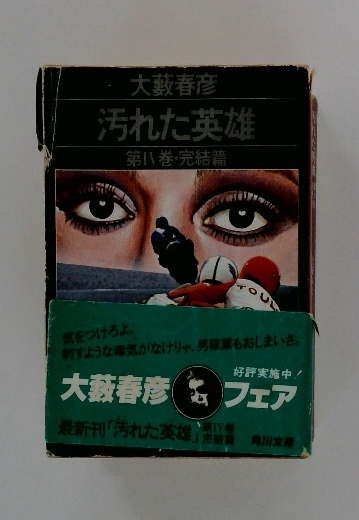 大藪春彦
汚れた英雄
第IV巻・完結篇
TOUL
気をつけろよ。
刺すような毒気がなけりゃ、男稼業もおしまいさ。
好評実施中!
大藪春彦 フェア
最新刊「汚れた英雄」第IV巻 完結篇
角川文庫